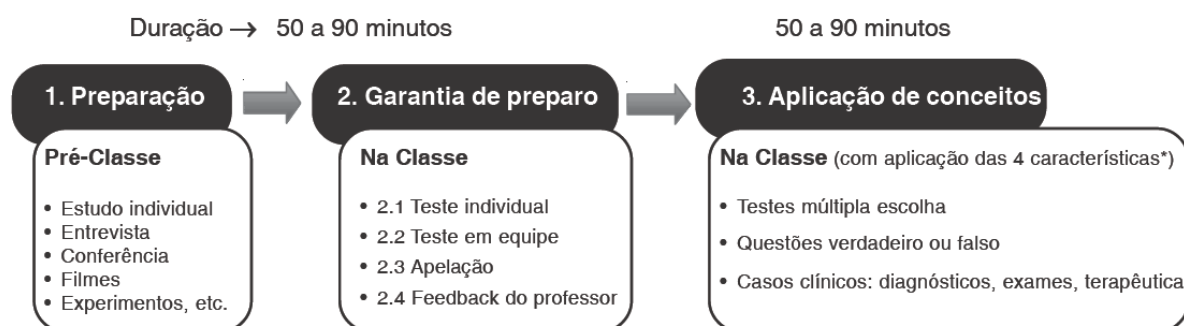 Duração → 50 a 90 minutos
50 a 90 minutos
1. Preparação
2. Garantia de preparo
3. Aplicação de conceitos
Pré-Classe
• Estudo individual
• Entrevista
• Conferência
• Filmes
• Experimentos, etc.
Na Classe
• 2.1 Teste individual
• 2.2 Teste em equipe
• 2.3 Apelação
• 2.4 Feedback do professor
Na Classe (com aplicação das 4 características*)
• Testes múltipla escolha
• Questões verdadeiro ou falso
• Casos clínicos: diagnósticos, exames, terapêutica